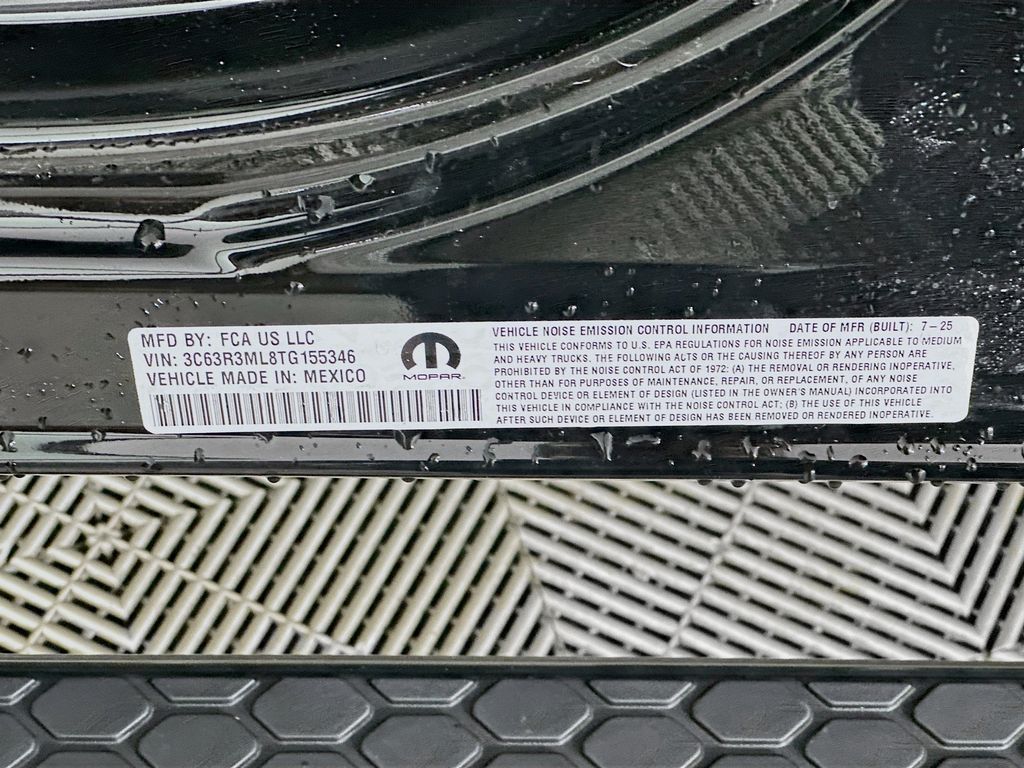 MFD BY: FCA US LLC
VIN: 3C63R3ML8TG155346
VEHICLE MADE IN: MEXICO
MOPAR
VEHICLE NOISE EMISSION CONTROL INFORMATION DATE OF MFR (BUILT): 7-25
THIS VEHICLE CONFORMS TO U.S. EPA REGULATIONS FOR NOISE EMISSION APPLICABLE TO MEDIUM
AND HEAVY TRUCKS. THE FOLLOWING ACTS OR THE CAUSING THEREOF BY ANY PERSON ARE
PROHIBITED BY THE NOISE CONTROL ACT OF 1972: (A) THE REMOVAL OR RENDERING INOPERATIVE,
OTHER THAN FOR PURPOSES OF MAINTENANCE, REPAIR, OR REPLACEMENT, OF ANY NOISE
CONTROL DEVICE OR ELEMENT OF DESIGN (LISTED IN THE OWNER'S MANUAL) INCORPORATED INTO
THIS VEHICLE IN COMPLIANCE WITH THE NOISE CONTROL ACT; (B) THE USE OF THIS VEHICLE
AFTER SUCH DEVICE OR ELEMENT OF DESIGN HAS BEEN REMOVED OR RENDERED INOPERATIVE.